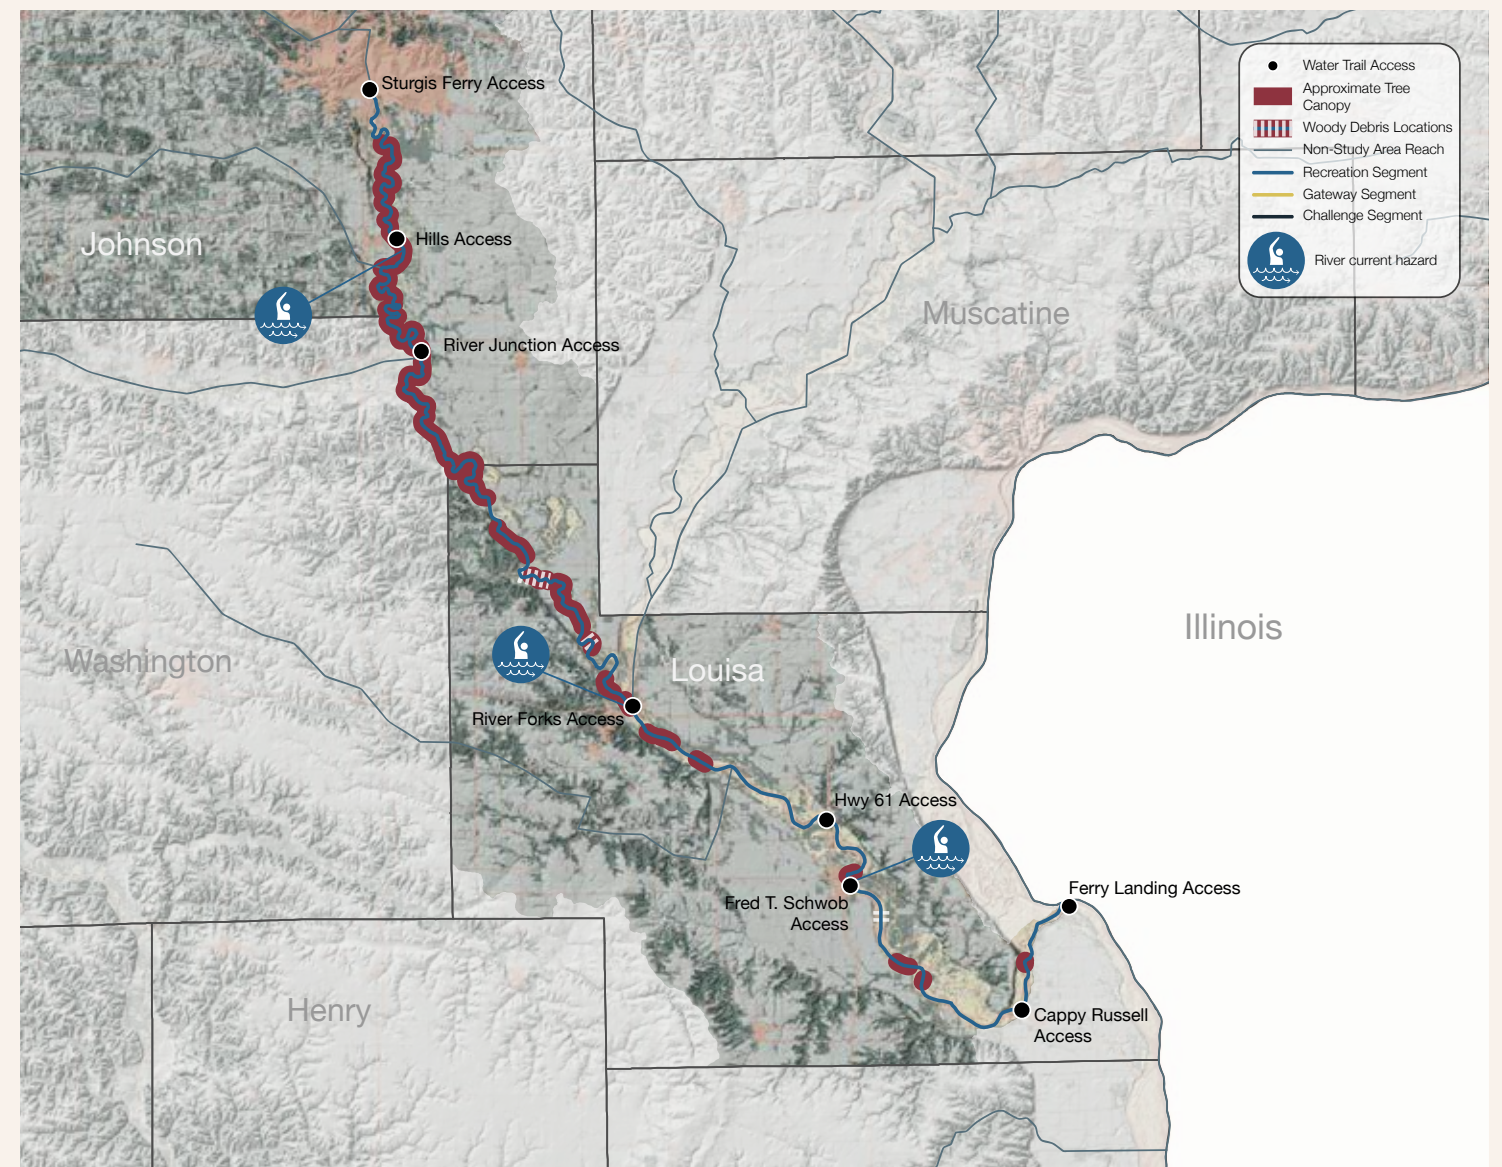 Sturgis Ferry Access
Water Trail Access
Approximate Tree
Canopy
Woody Debris Locations
Non-Study Area Reach
Recreation Segment
Gateway Segment
Challenge Segment
River current hazard
Johnson
Hills Access
Muscatine
River Junction Access
Illinois
Washington
Louisa
River Forks Access
Hwy 61 Access
Ferry Landing Access
Fred T. Schwob
Access
Henry
Cappy Russell
Access